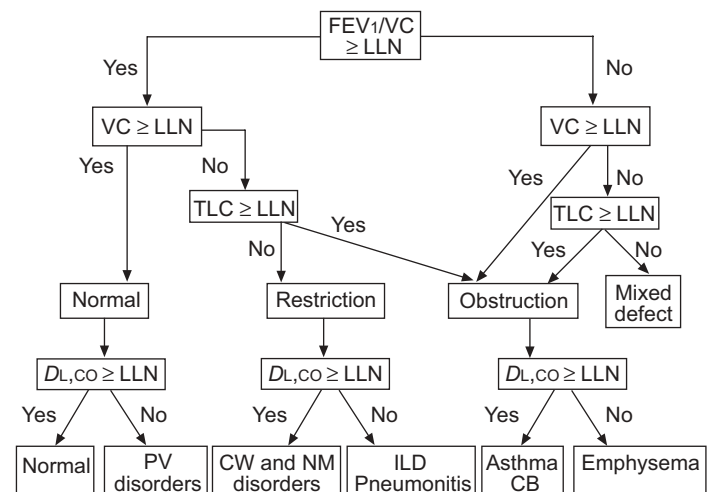 FEV1/VC
≥ LLN
Yes
No
VC ≥ LLN
VC ≥ LLN
Yes
No
Yes
No
TLC ≥ LLN
TLC ≥ LLN
Yes
No
Yes
No
Normal
Restriction
Obstruction
Mixed
defect
DL,CO ≥ LLN
DL,CO ≥ LLN
DL,CO ≥ LLN
Yes
No
Yes
No
Yes
No
Normal
PV
disorders
CW and NM
disorders
ILD
Pneumonitis
Asthma
CB
Emphysema